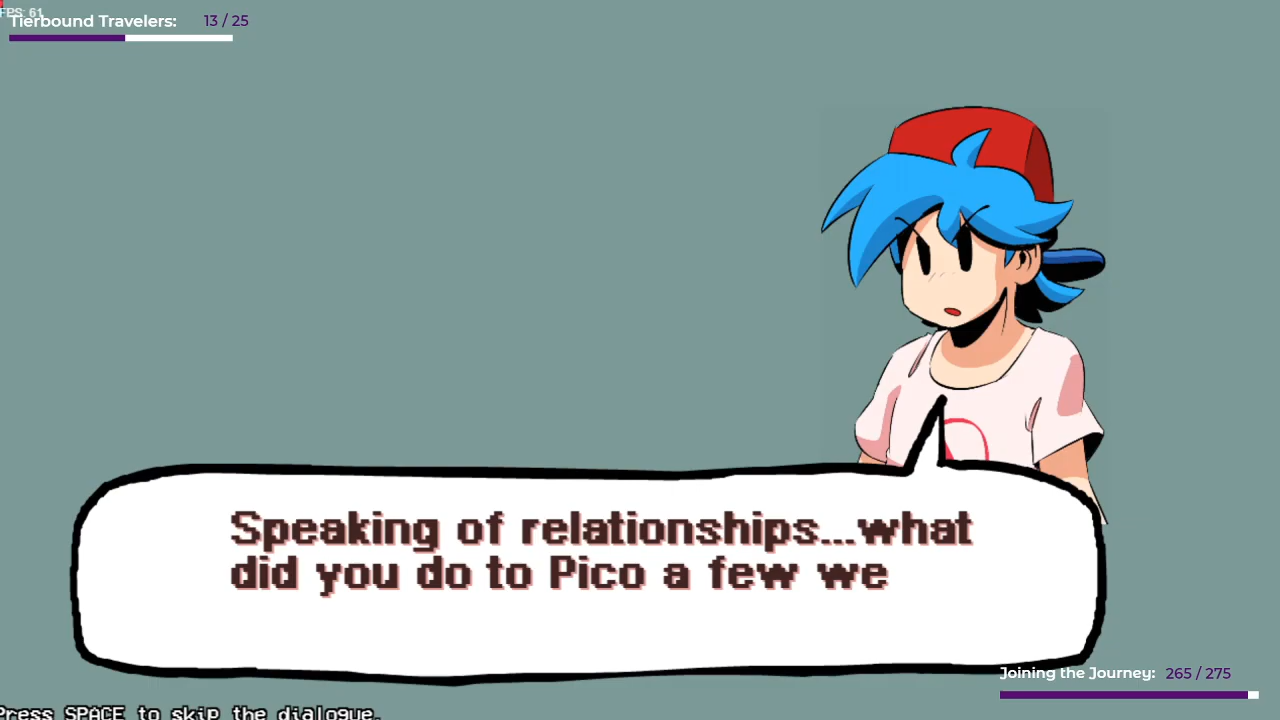 FPS: 61
Tierbound Travelers: 13 / 25
Speaking of relationships...what
did you do to Pico a few we
Joining the Journey: 265 / 275
Press SPACE to skip the dialogue.